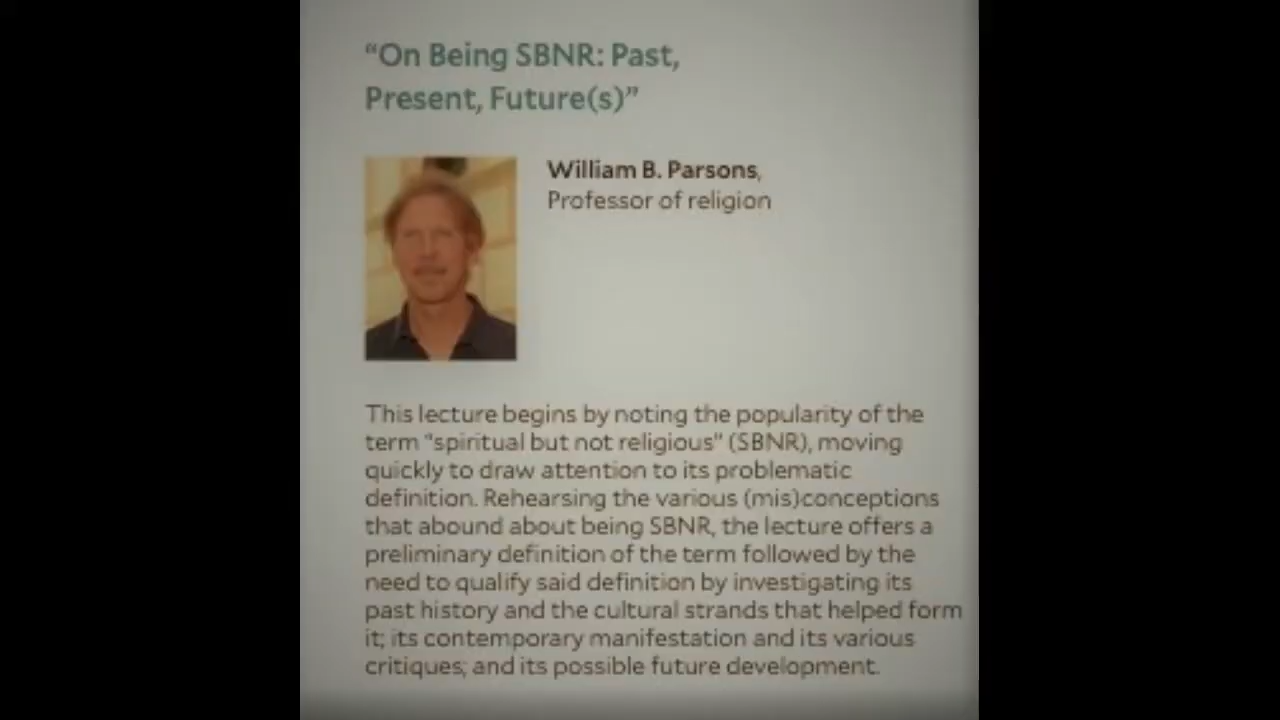 “On Being SBNR: Past,
Present, Future(s)”
William B. Parsons,
Professor of religion
This lecture begins by noting the popularity of the
term “spiritual but not religious” (SBNR), moving
quickly to draw attention to its problematic
definition. Rehearsing the various (mis)conceptions
that abound about being SBNR, the lecture offers a
preliminary definition of the term followed by the
need to qualify said definition by investigating its
past history and the cultural strands that helped form
it; its contemporary manifestation and its various
critiques; and its possible future development.